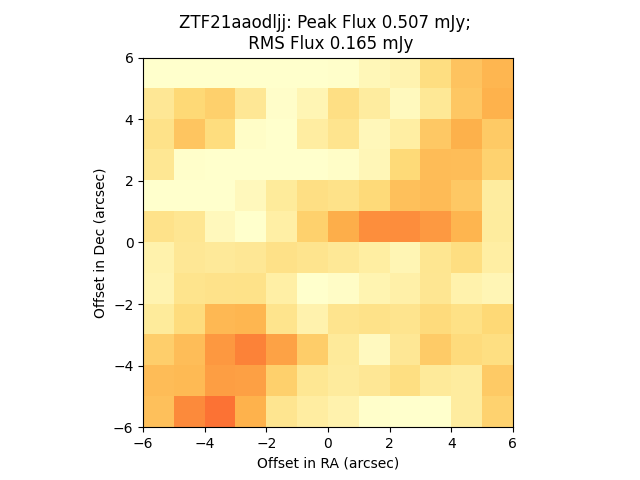 ZTF21aaodljj: Peak Flux 0.507 mJy;
RMS Flux 0.165 mJy
6
4
2
0
−2
−4
−6
Offset in Dec (arcsec)
−6 −4 −2 0 2 4 6
Offset in RA (arcsec)